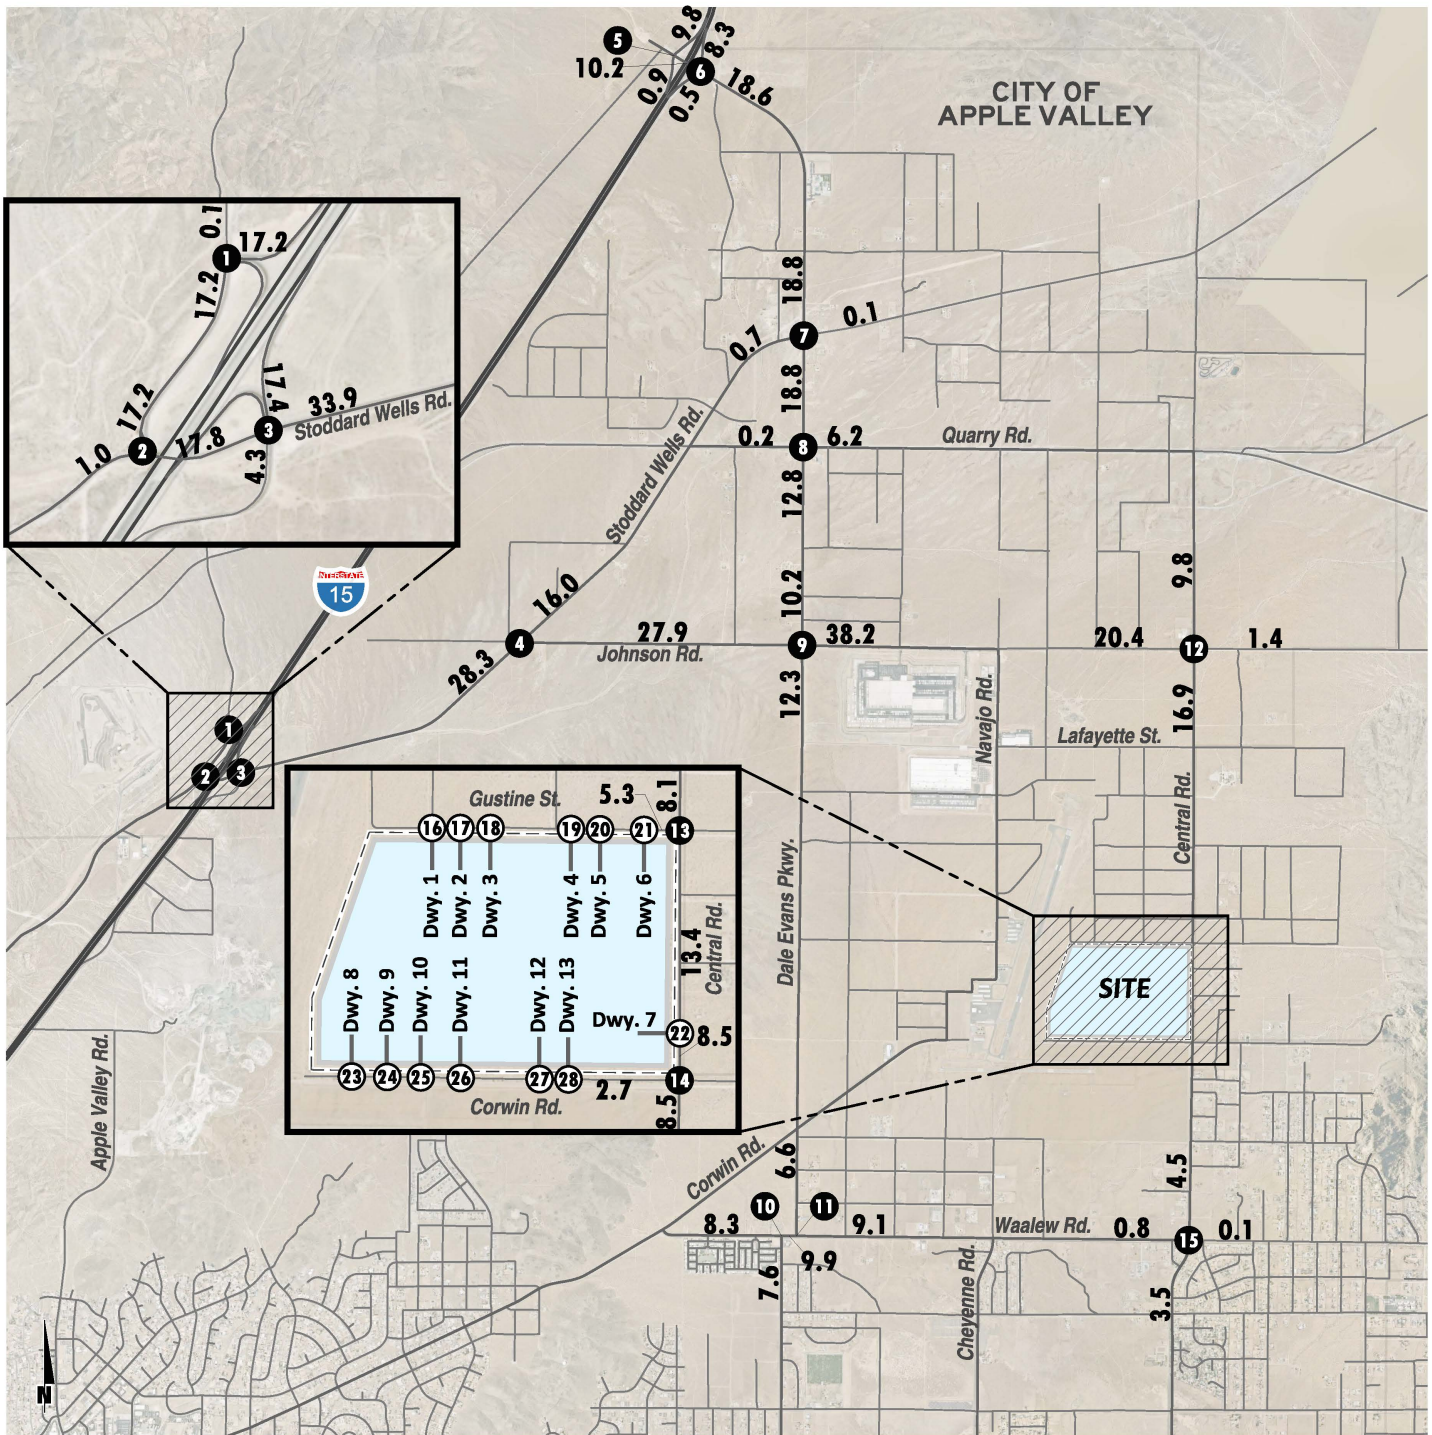 5
9.8
8.3
10.2
6
0.9
0.5
18.6
CITY OF
APPLE VALLEY
0.1
1
17.2
17.2
17.2
17.4
33.9
Stoddard Wells Rd.
3
2
17.8
1.0
4.3
18.8
7
0.1
0.7
18.8
Stoddard Wells Rd.
0.2
8
6.2
Quarry Rd.
12.8
INTERSTATE
15
16.0
10.2
9.8
4
27.9
Johnson Rd.
9
38.2
20.4
12
1.4
28.3
12.3
16.9
Navajo Rd.
Lafayette St.
1
2
3
Gustine St.
5.3
8.1
16
17
18
19
20
21
13
Dwy. 1
Dwy. 2
Dwy. 3
Dwy. 4
Dwy. 5
Dwy. 6
13.4
Central Rd.
Dwy. 8
Dwy. 9
Dwy. 10
Dwy. 11
Dwy. 12
Dwy. 13
Dwy. 7
22
8.5
23
24
25
26
27
28
2.7
14
Corwin Rd.
8.5
Dale Evans Pkwy.
Central Rd.
SITE
Apple Valley Rd.
Corwin Rd.
6.6
4.5
10
11
8.3
9.1
Waalew Rd.
0.8
15
0.1
9.9
7.6
Cheyenne Rd.
3.5
N